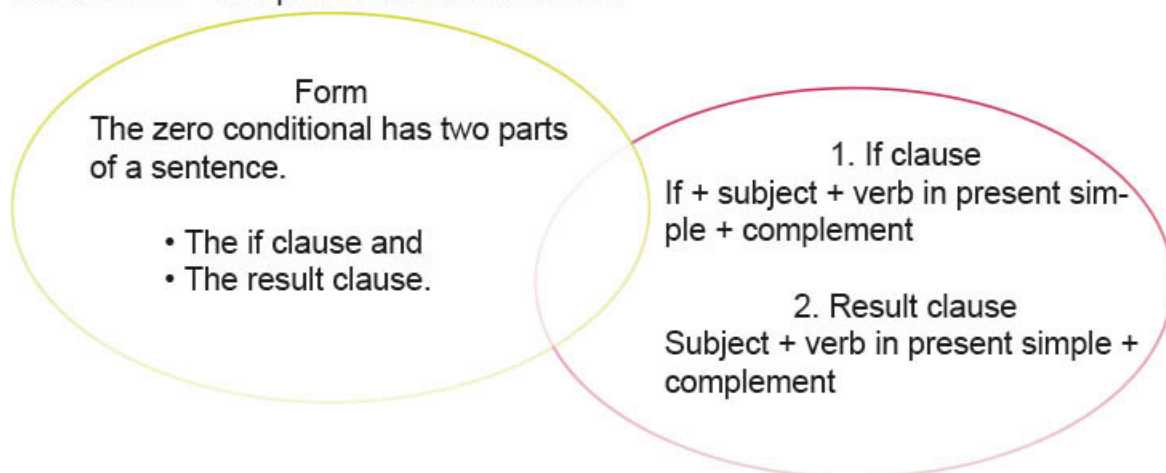 Form
The zero conditional has two parts
of a sentence.
• The if clause and
• The result clause.
1. If clause
If + subject + verb in present sim-
ple + complement
2. Result clause
Subject + verb in present simple +
complement